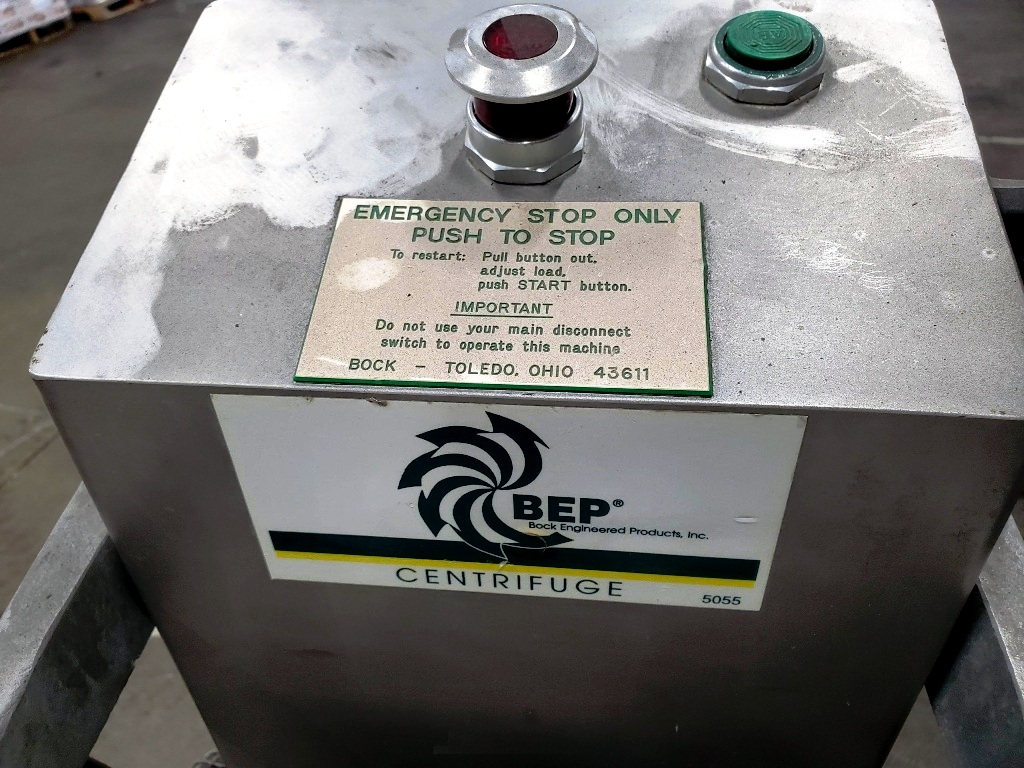 EMERGENCY STOP ONLY
PUSH TO STOP
To restart: Pull button out,
adjust load,
push START button.
IMPORTANT
Do not use your main disconnect
switch to operate this machine
BOCK — TOLEDO, OHIO 43611
BEP®
Bock Engineered Products, Inc.
CENTRIFUGE
5055